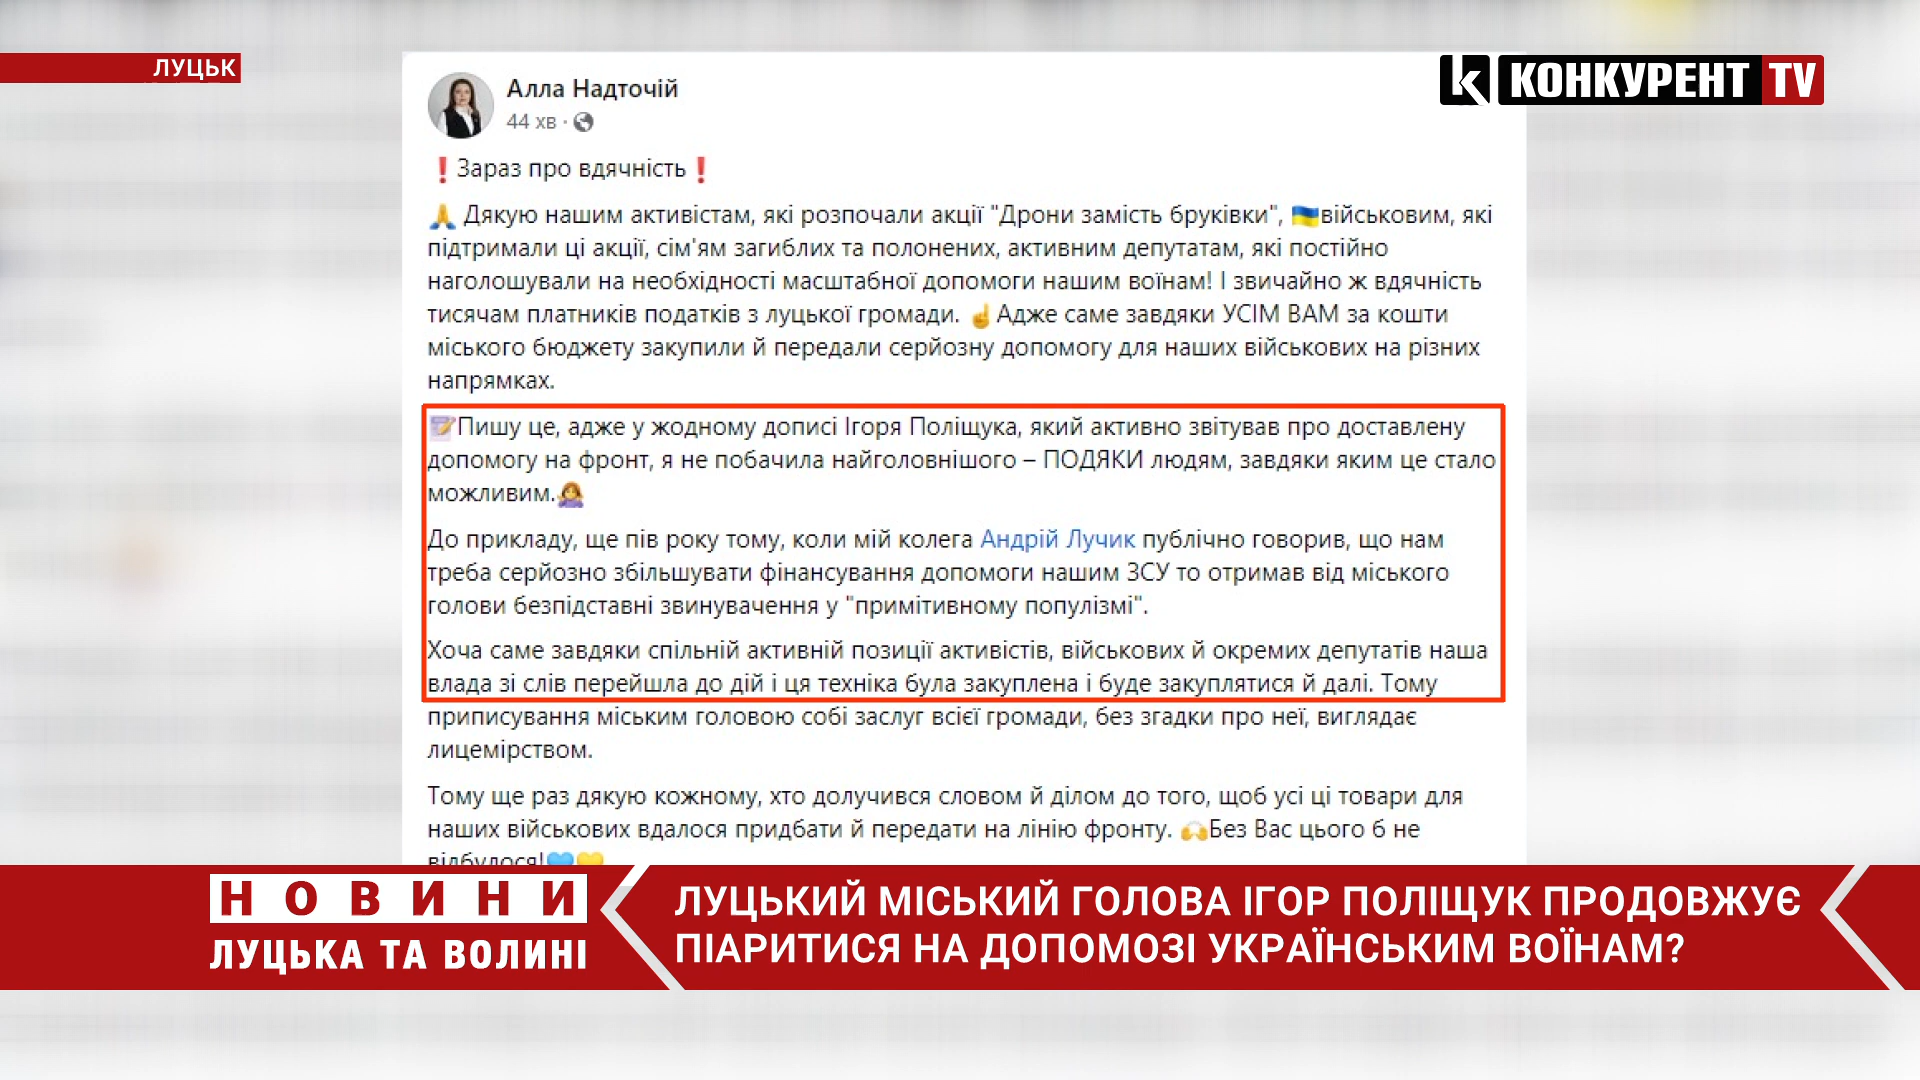 ЛУЦЬК
КОНКУРЕНТ TV
Алла Надточій
44 хв ·
❗Зараз про вдячність❗
🙏 Дякую нашим активістам, які розпочали акції "Дрони замість бруківки", 🇺🇦військовим, які
підтримали ці акції, сім'ям загиблих та полонених, активним депутатам, які постійно
наголошували на необхідності масштабної допомоги нашим воїнам! І звичайно ж вдячність
тисячам платників податків з луцької громади. ☝Адже саме завдяки УСІМ ВАМ за кошти
міського бюджету закупили й передали серйозну допомогу для наших військових на різних
напрямках.
📝Пишу це, адже у жодному дописі Ігоря Поліщука, який активно звітував про доставлену
допомогу на фронт, я не побачила найголовнішого – ПОДЯКИ людям, завдяки яким це стало
можливим.🙇‍♀️
До прикладу, ще пів року тому, коли мій колега Андрій Лучик публічно говорив, що нам
треба серйозно збільшувати фінансування допомоги нашим ЗСУ то отримав від міського
голови безпідставні звинувачення у "примітивному популізмі".
Хоча саме завдяки спільній активній позиції активістів, військових й окремих депутатів наша
влада зі слів перейшла до дій і ця техніка була закуплена і буде закуплятися й далі. Тому
приписування міським головою собі заслуг всієї громади, без згадки про неї, виглядає
лицемірством.
Тому ще раз дякую кожному, хто долучився словом й ділом до того, щоб усі ці товари для
наших військових вдалося придбати й передати на лінію фронту. 🙌Без Вас цього б не
відбулося!💙💛
НОВИНИ
ЛУЦЬКА ТА ВОЛИНІ
ЛУЦЬКИЙ МІСЬКИЙ ГОЛОВА ІГОР ПОЛІЩУК ПРОДОВЖУЄ
ПІАРИТИСЯ НА ДОПОМОЗІ УКРАЇНСЬКИМ ВОЇНАМ?